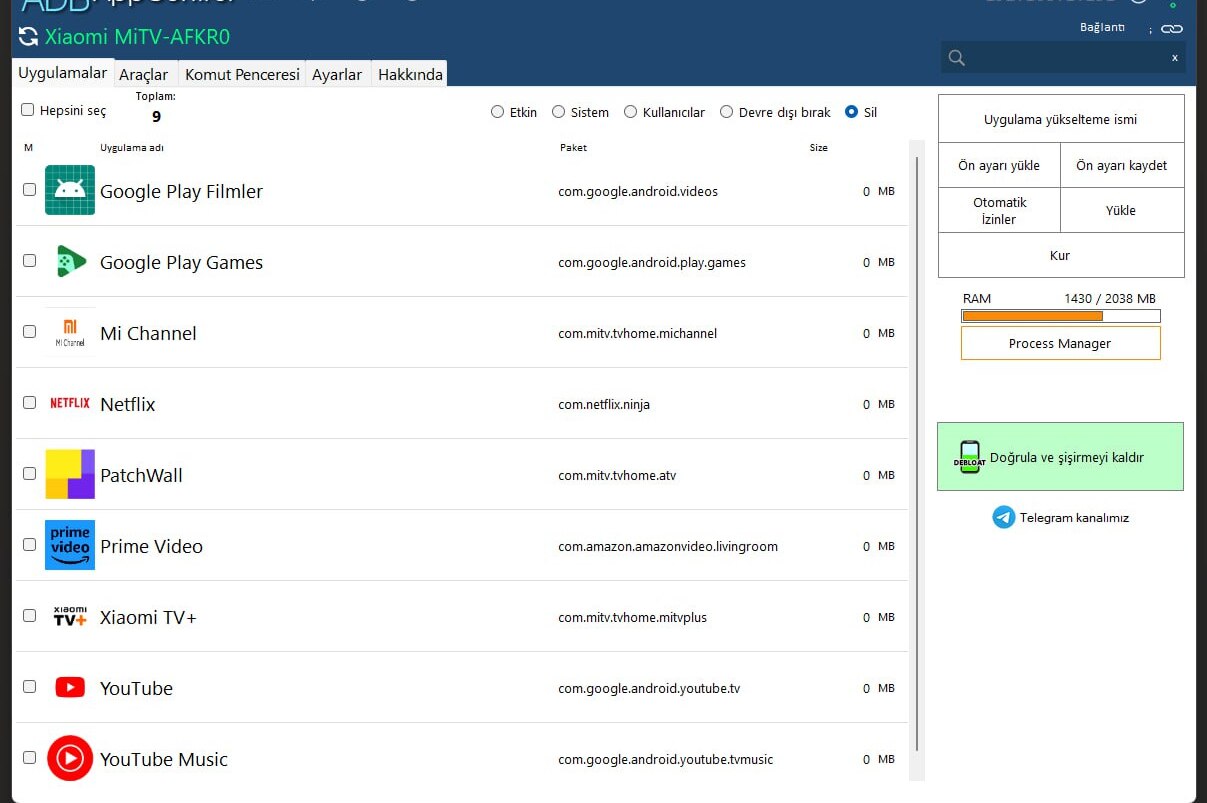 ADB AppControl
Xiaomi MiTV-AFKR0
Bağlantı ;
x
Uygulamalar Araçlar Komut Penceresi Ayarlar Hakkında
Hepsini seç Toplam:
9
Etkin Sistem Kullanıcılar Devre dışı bırak Sil
M Uygulama adı Paket Size
Google Play Filmler com.google.android.videos 0 MB
Google Play Games com.google.android.play.games 0 MB
Mi Channel
Mi Channel com.mitv.tvhome.michannel 0 MB
NETFLIX Netflix com.netflix.ninja 0 MB
PatchWall com.mitv.tvhome.atv 0 MB
prime
video
Prime Video com.amazon.amazonvideo.livingroom 0 MB
xiaomi
TV+
Xiaomi TV+ com.mitv.tvhome.mitvplus 0 MB
YouTube com.google.android.youtube.tv 0 MB
YouTube Music com.google.android.youtube.tvmusic 0 MB
Uygulama yükselteme ismi
Ön ayarı yükle Ön ayarı kaydet
Otomatik
İzinler
Yükle
Kur
RAM 1430 / 2038 MB
Process Manager
DEBLOAT Doğrula ve şişirmeyi kaldır
Telegram kanalımız